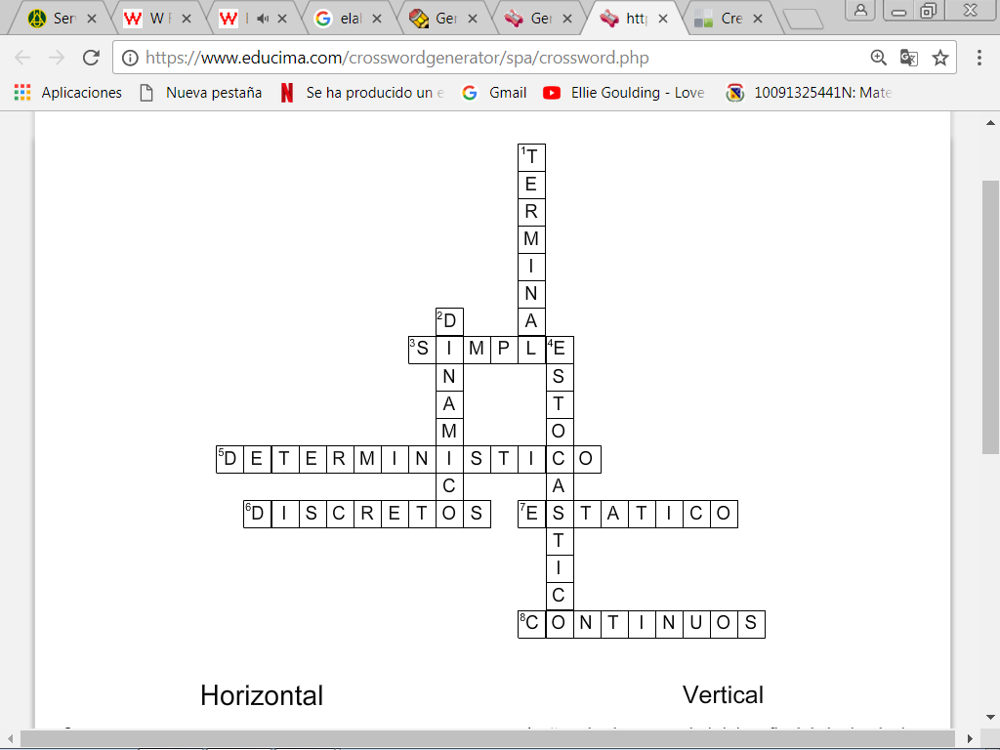 Ser W F elal Ger Ger http Cre
https://www.educima.com/crosswordgenerator/spa/crossword.php
Aplicaciones Nueva pestaña Se ha producido un e Gmail Ellie Goulding - Love 10091325441N: Mate
1 TERMINAL
2 DINAMICO
3 SIMPLE
4 ESTOCASTICO
5 DETERMINISTICO
6 DISCRETOS
7 ESTATICO
8 CONTINUOS
Horizontal Vertical